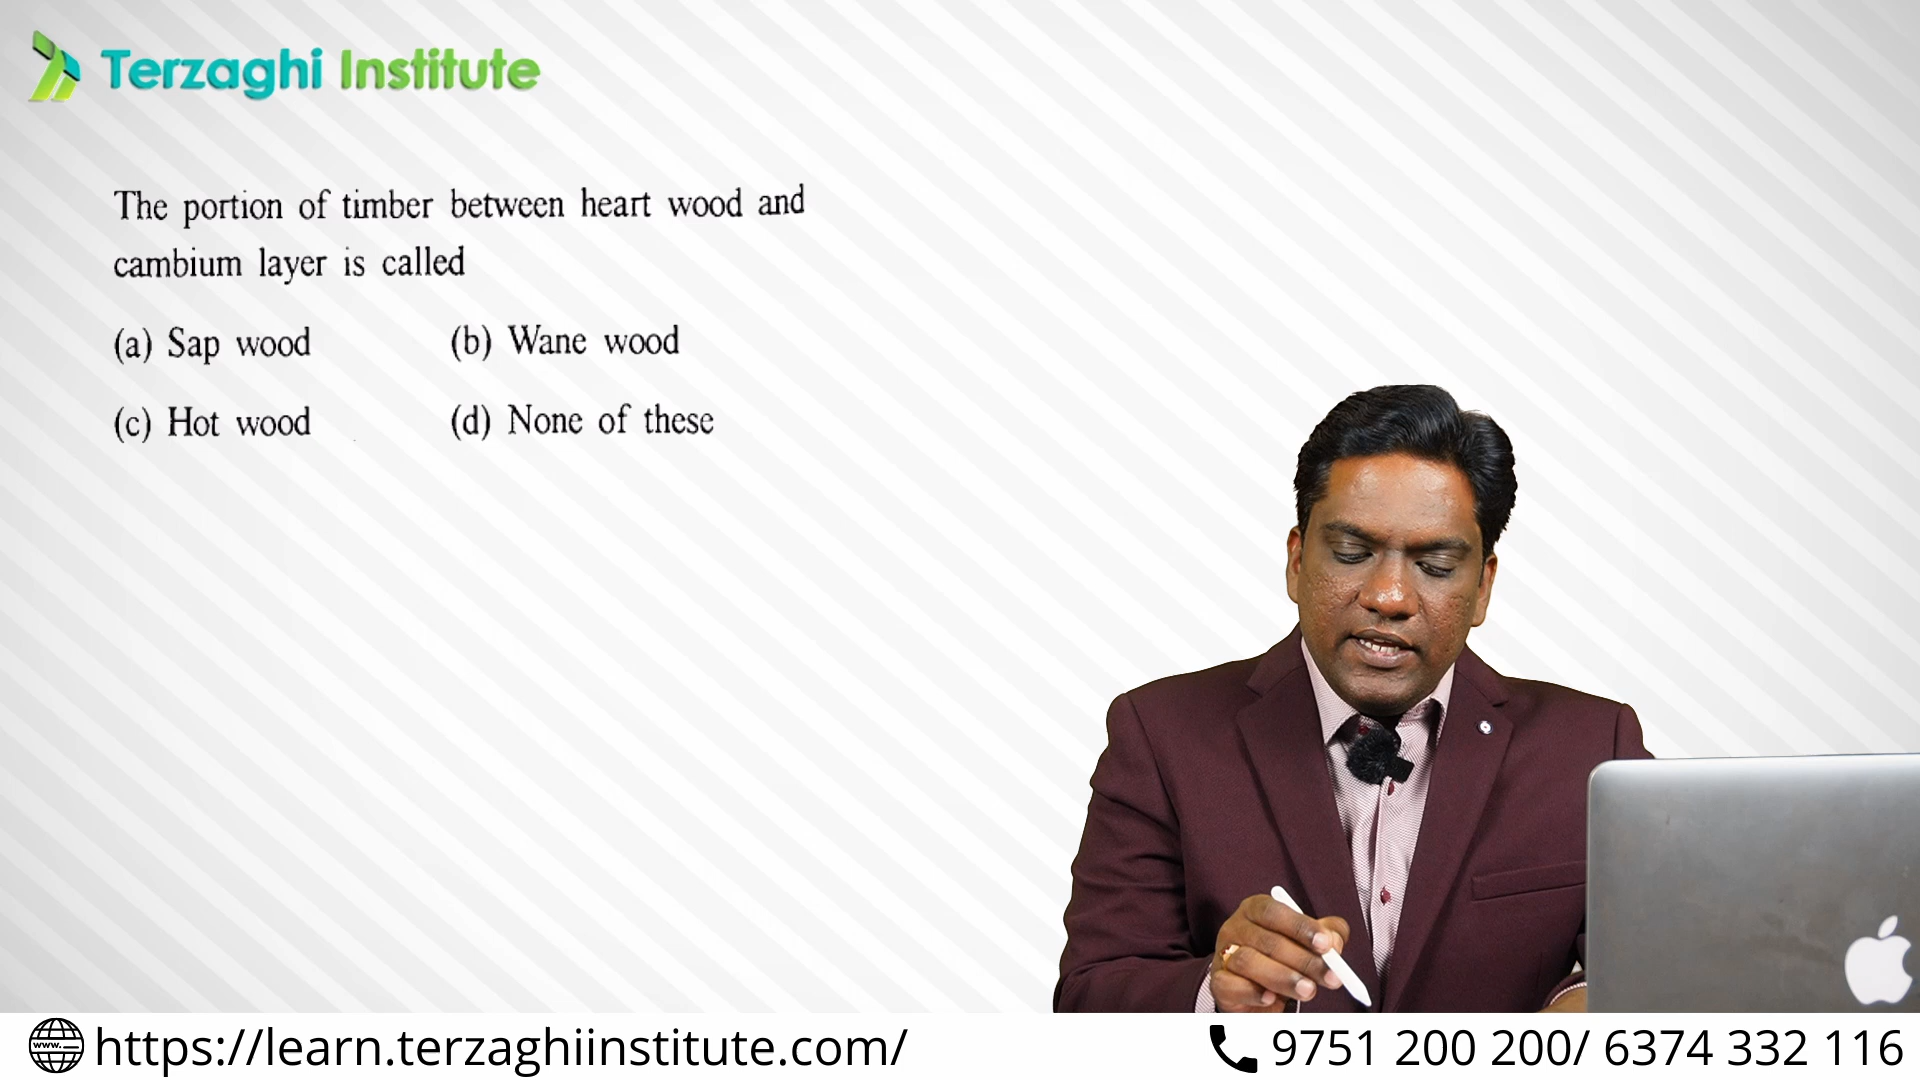 Terzaghi Institute
The portion of timber between heart wood and
cambium layer is called
(a) Sap wood (b) Wane wood
(c) Hot wood (d) None of these
www.
https://learn.terzaghiinstitute.com/ 9751 200 200/ 6374 332 116